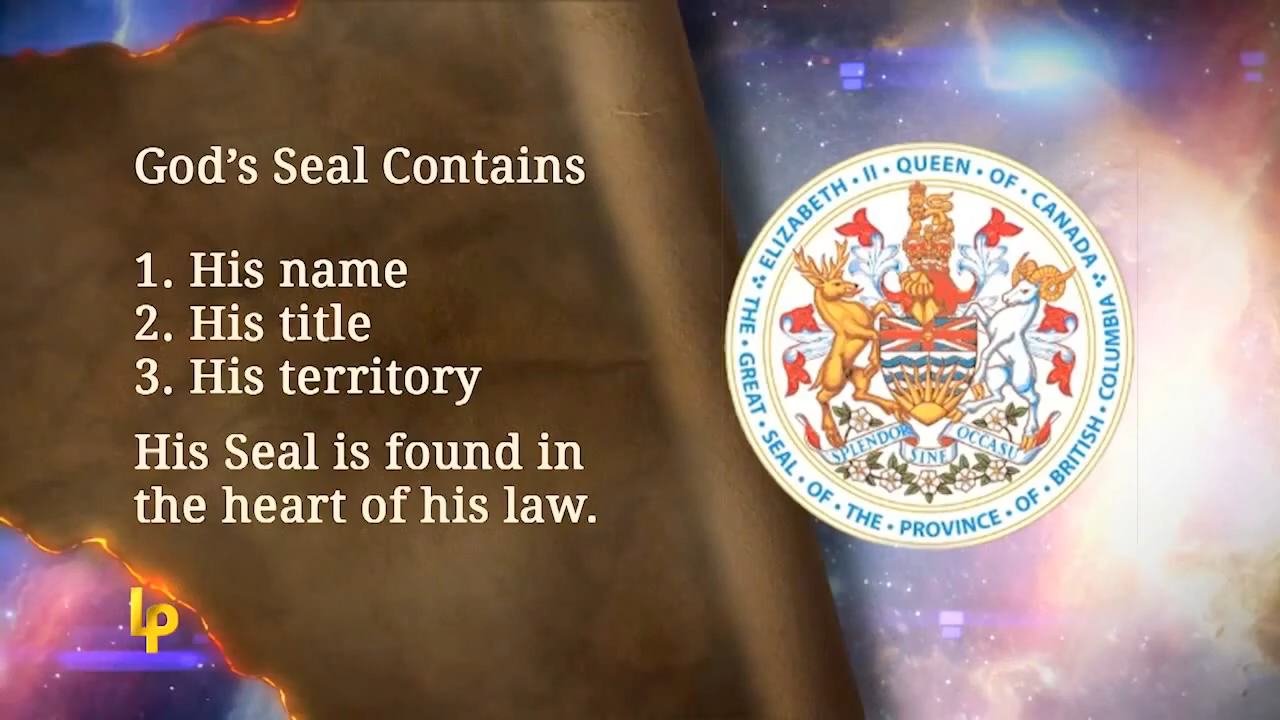 God's Seal Contains
1. His name
2. His title
3. His territory
His Seal is found in
the heart of his law.
THE • GREAT • SEAL • OF • THE • PROVINCE • OF • BRITISH • COLUMBIA
ELIZABETH • II • QUEEN • OF • CANADA
SPLENDOR SINE OCCASU
LP